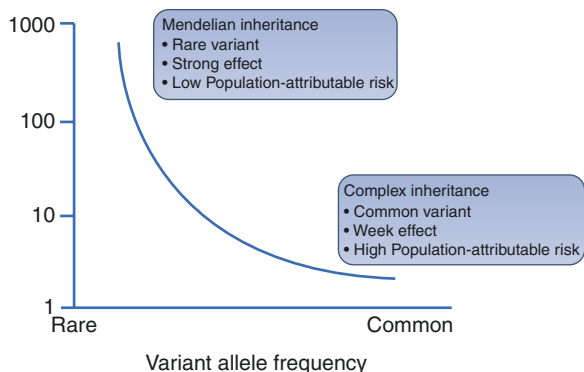 1000
100
10
1
Mendelian inheritance
• Rare variant
• Strong effect
• Low Population-attributable risk
Complex inheritance
• Common variant
• Week effect
• High Population-attributable risk
Rare
Common
Variant allele frequency